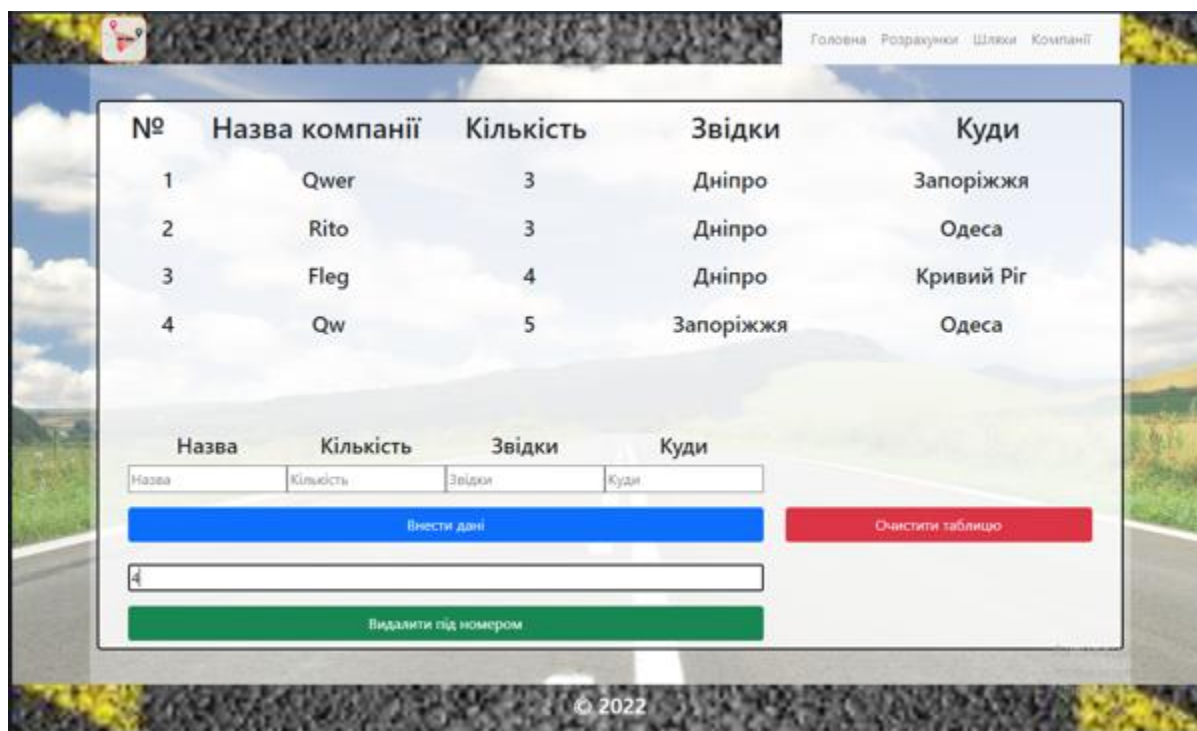 Головна Розрахунки Шляхи Компанії
№ Назва компанії Кількість Звідки Куди
1 Qwer 3 Дніпро Запоріжжя
2 Rito 3 Дніпро Одеса
3 Fleg 4 Дніпро Кривий Ріг
4 Qw 5 Запоріжжя Одеса
Назва Кількість Звідки Куди
Назва Кількість Звідки Куди
Внести дані Очистити таблицю
4
Видалити під номером
© 2022